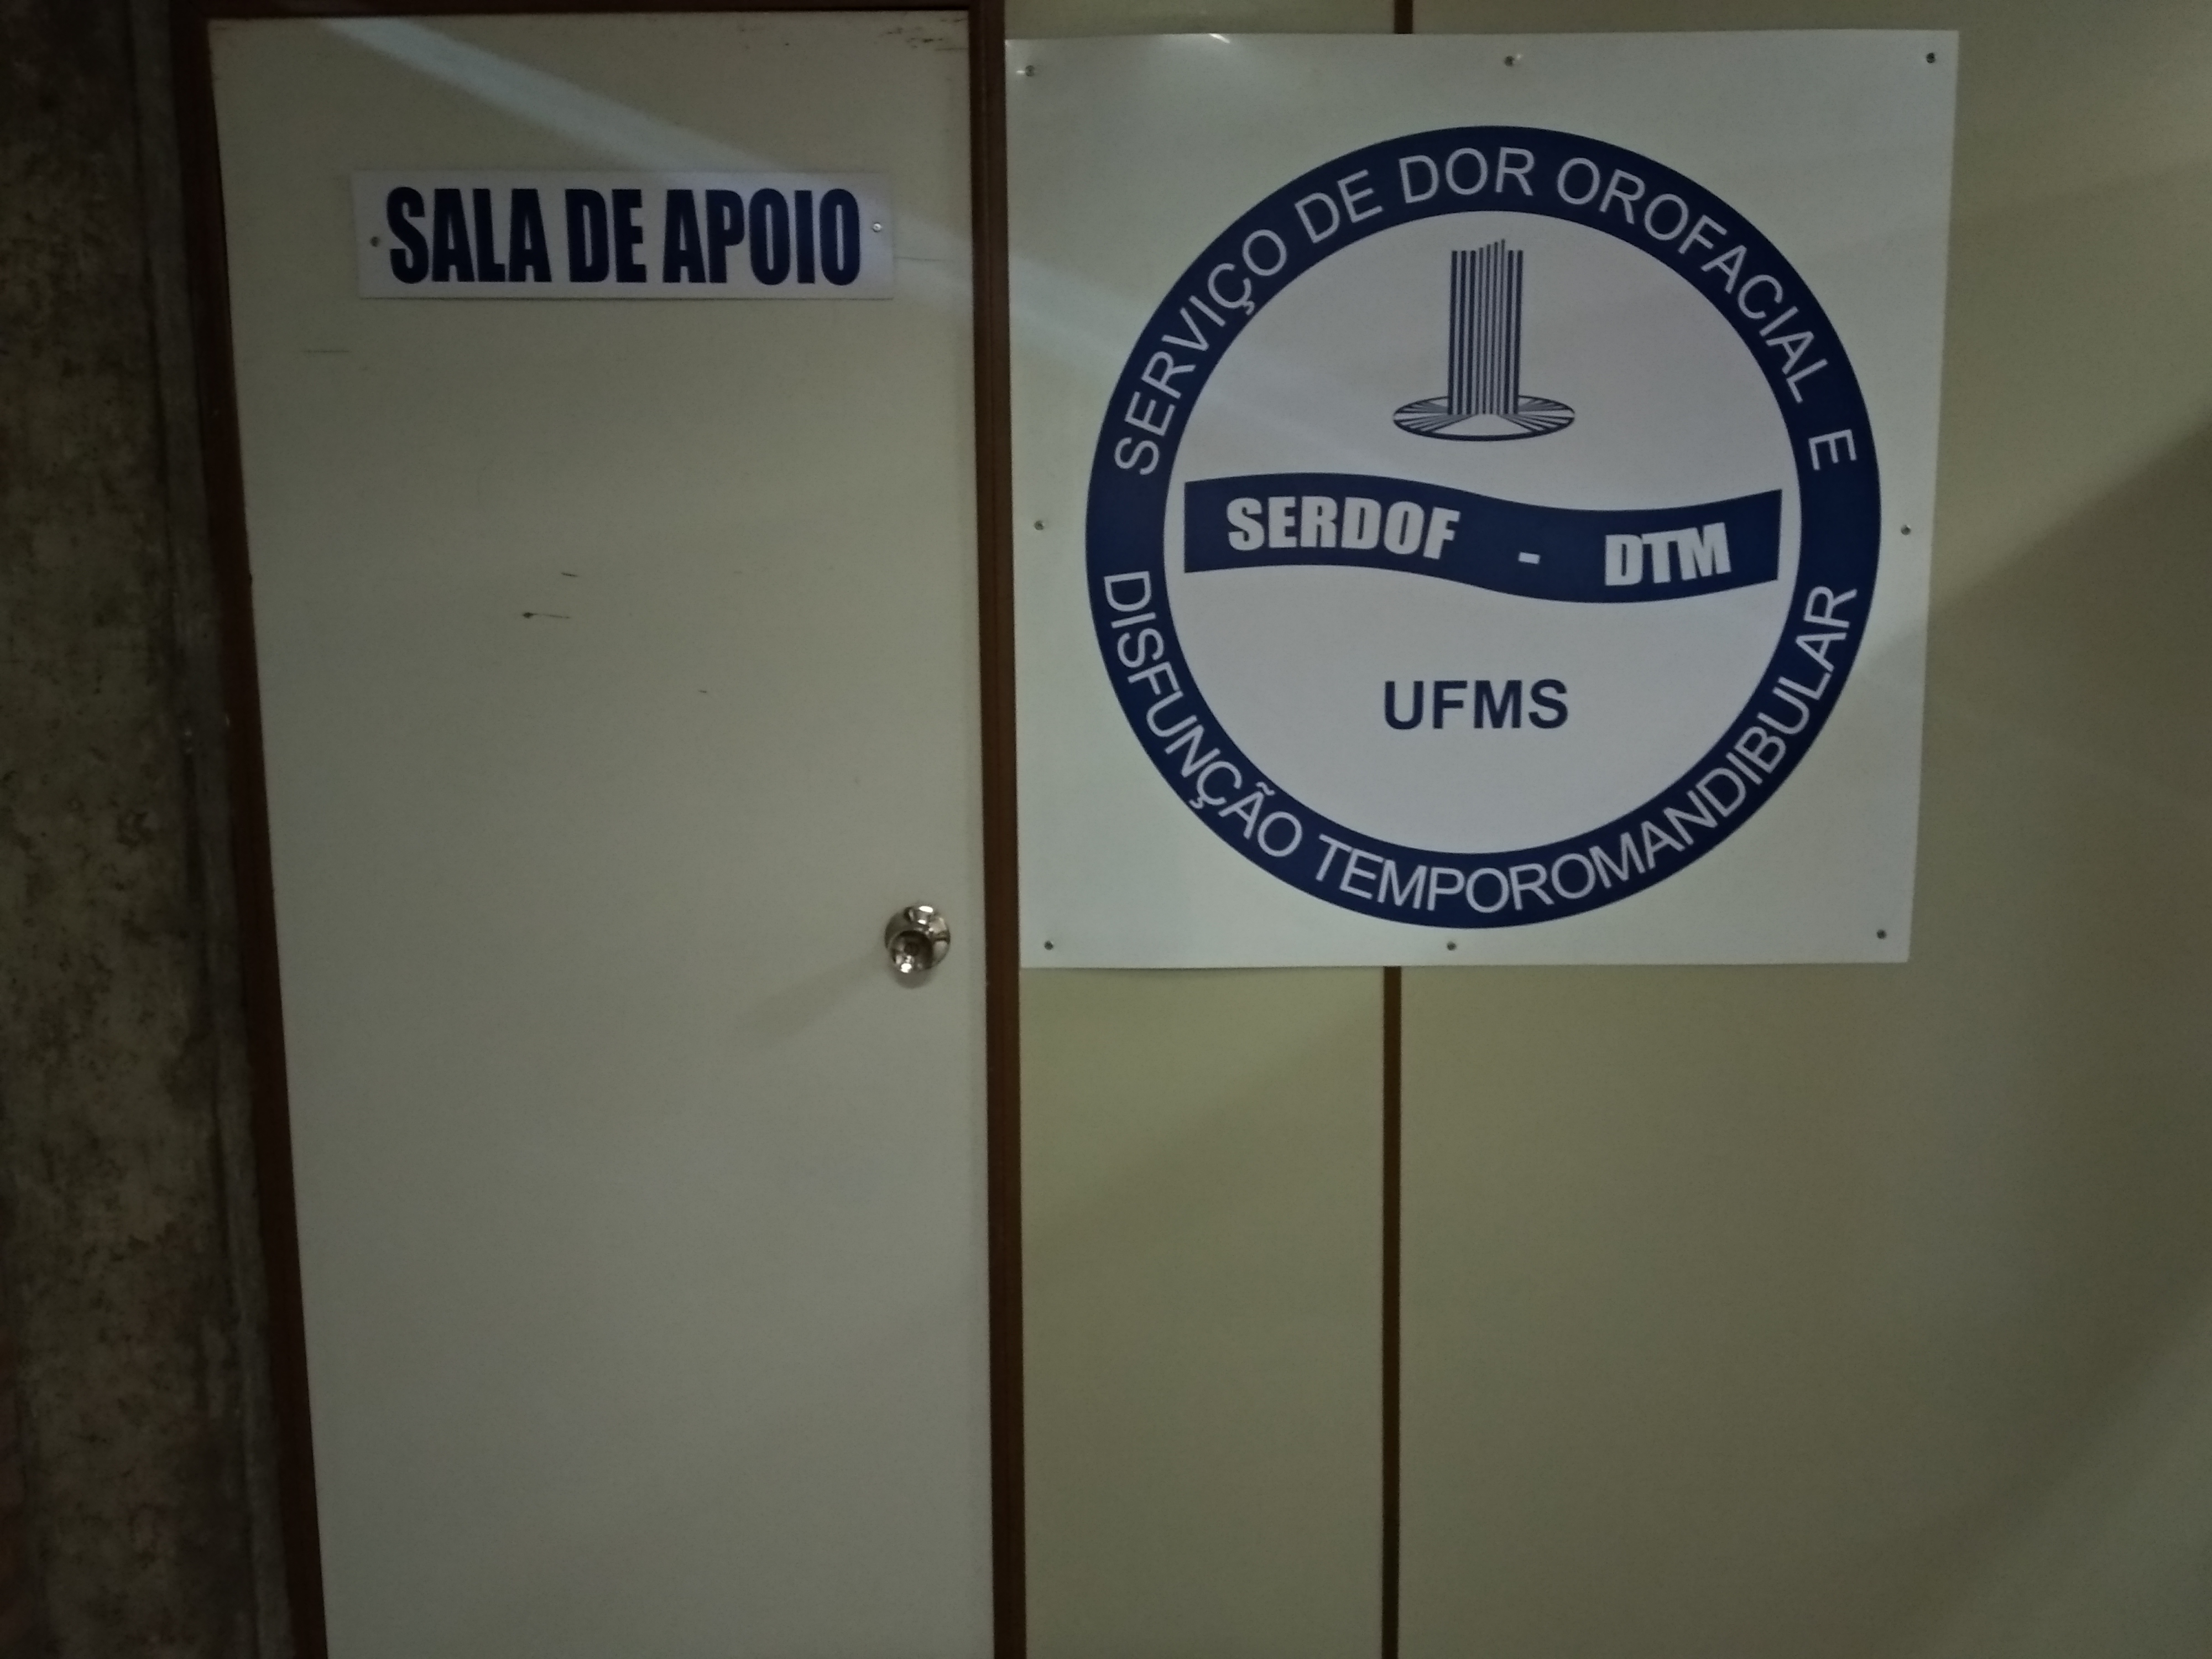 SALA DE APOIO
SERVIÇO DE DOR OROFACIAL E
DISFUNÇÃO TEMPOROMANDIBULAR
SERDOF - DTM
UFMS